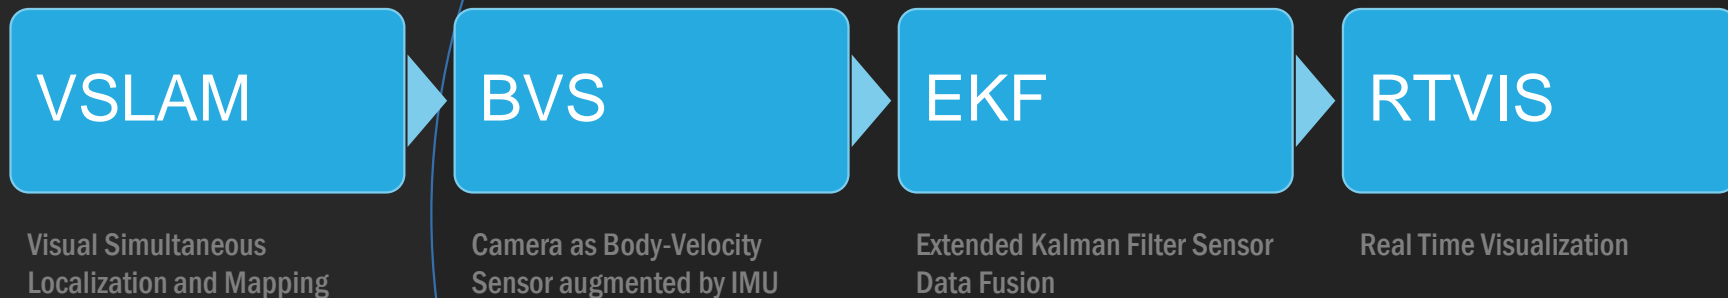 VSLAM
BVS
EKF
RTVIS
Visual Simultaneous
Localization and Mapping
Camera as Body-Velocity
Sensor augmented by IMU
Extended Kalman Filter Sensor
Data Fusion
Real Time Visualization